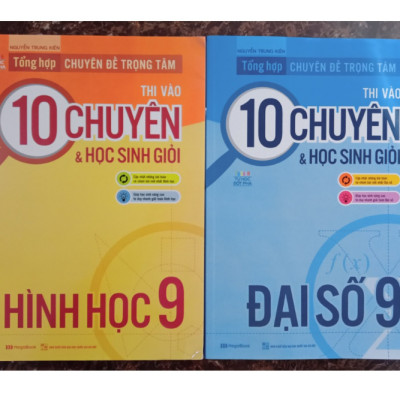 NGUYỄN TRUNG KIÊN
Tổng hợp CHUYÊN ĐỀ TRỌNG TÂM
THI VÀO
10 CHUYÊN
& HỌC SINH GIỎI
HÌNH HỌC 9
MegaBook
NGUYỄN TRUNG KIÊN
Tổng hợp CHUYÊN ĐỀ TRỌNG TÂM
THI VÀO
10 CHUYÊN
& HỌC SINH GIỎI
f(x)
ĐẠI SỐ 9
MegaBook